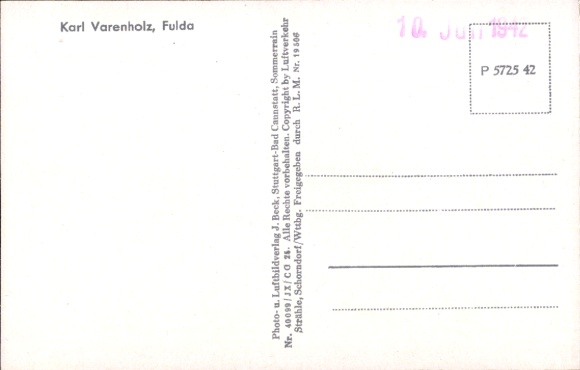 Karl Varenholz, Fulda
10. Juni 1942
P 5725 42
Photo- u. Luftbildverlag J. Beck, Stuttgart-Bad Cannstatt, Sommerrain
Nr. 40099/IX/CO 28. Alle Rechte vorbehalten. Copyright by Luftverkehr
Strähle, Schorndorf/Wttbg. Freigegeben durch R. L. M. Nr. 19506